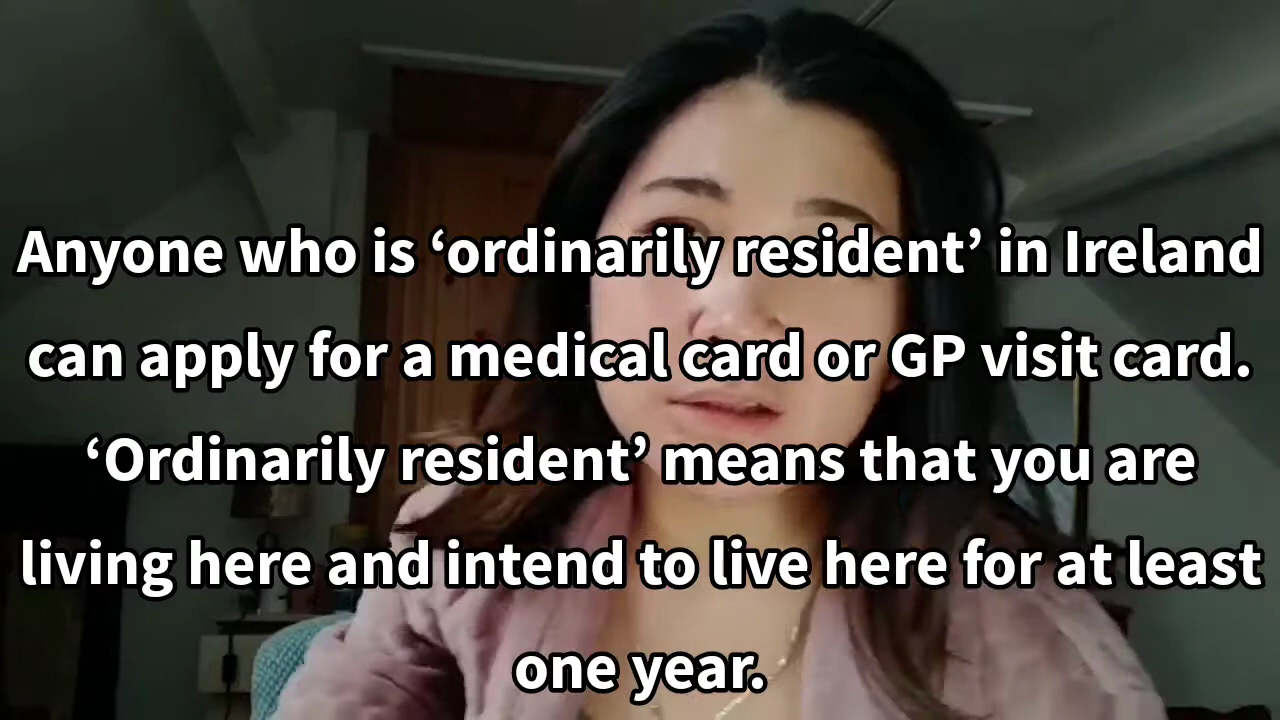 Anyone who is ‘ordinarily resident’ in Ireland
can apply for a medical card or GP visit card.
‘Ordinarily resident’ means that you are
living here and intend to live here for at least
one year.